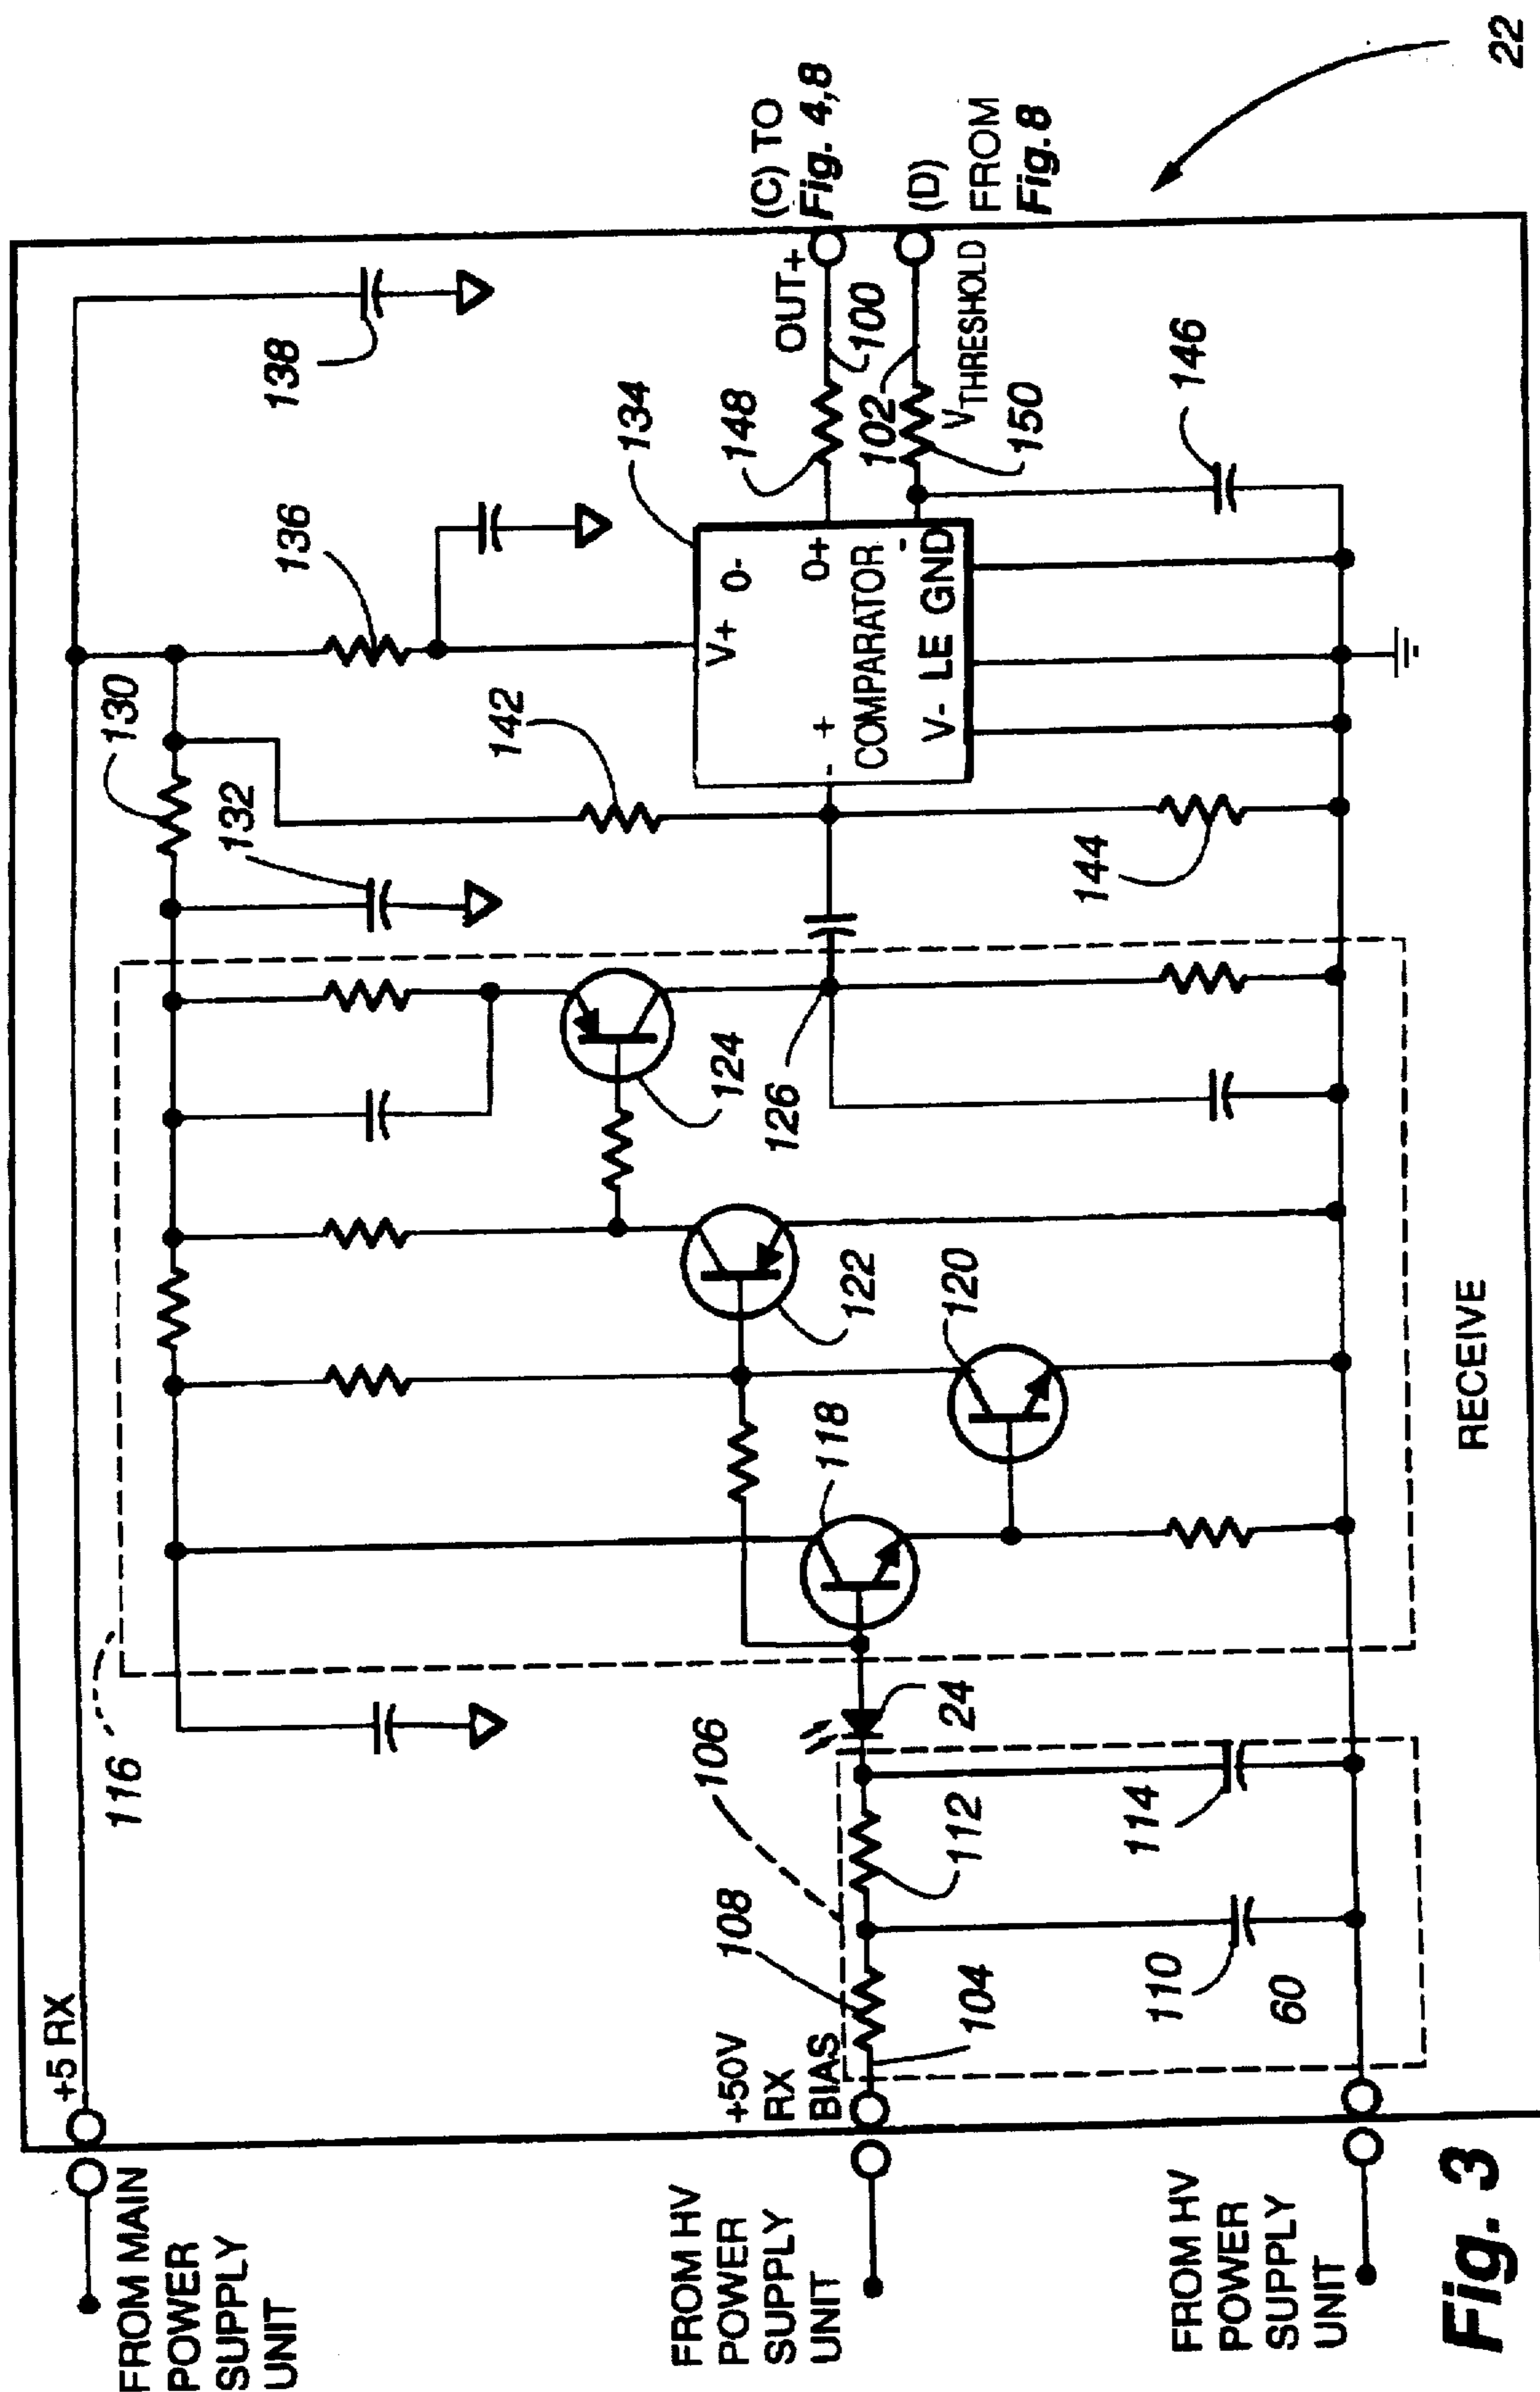 +5 RX
FROM MAIN
POWER
SUPPLY
UNIT
116
132
130
136
138
124
142
134
148
OUT+
100
(C) TO
Fig. 4,8
V+ O-
- + O+
COMPARATOR
-
V- LE GND
102
VTHRESHOLD
150
(D)
FROM
Fig.8
126
122
120
118
144
146
106
24
108
112
+50V
RX
BIAS
104
FROM HV
POWER
SUPPLY
UNIT
110
114
60
FROM HV
POWER
SUPPLY
UNIT
RECEIVE
22
Fig. 3